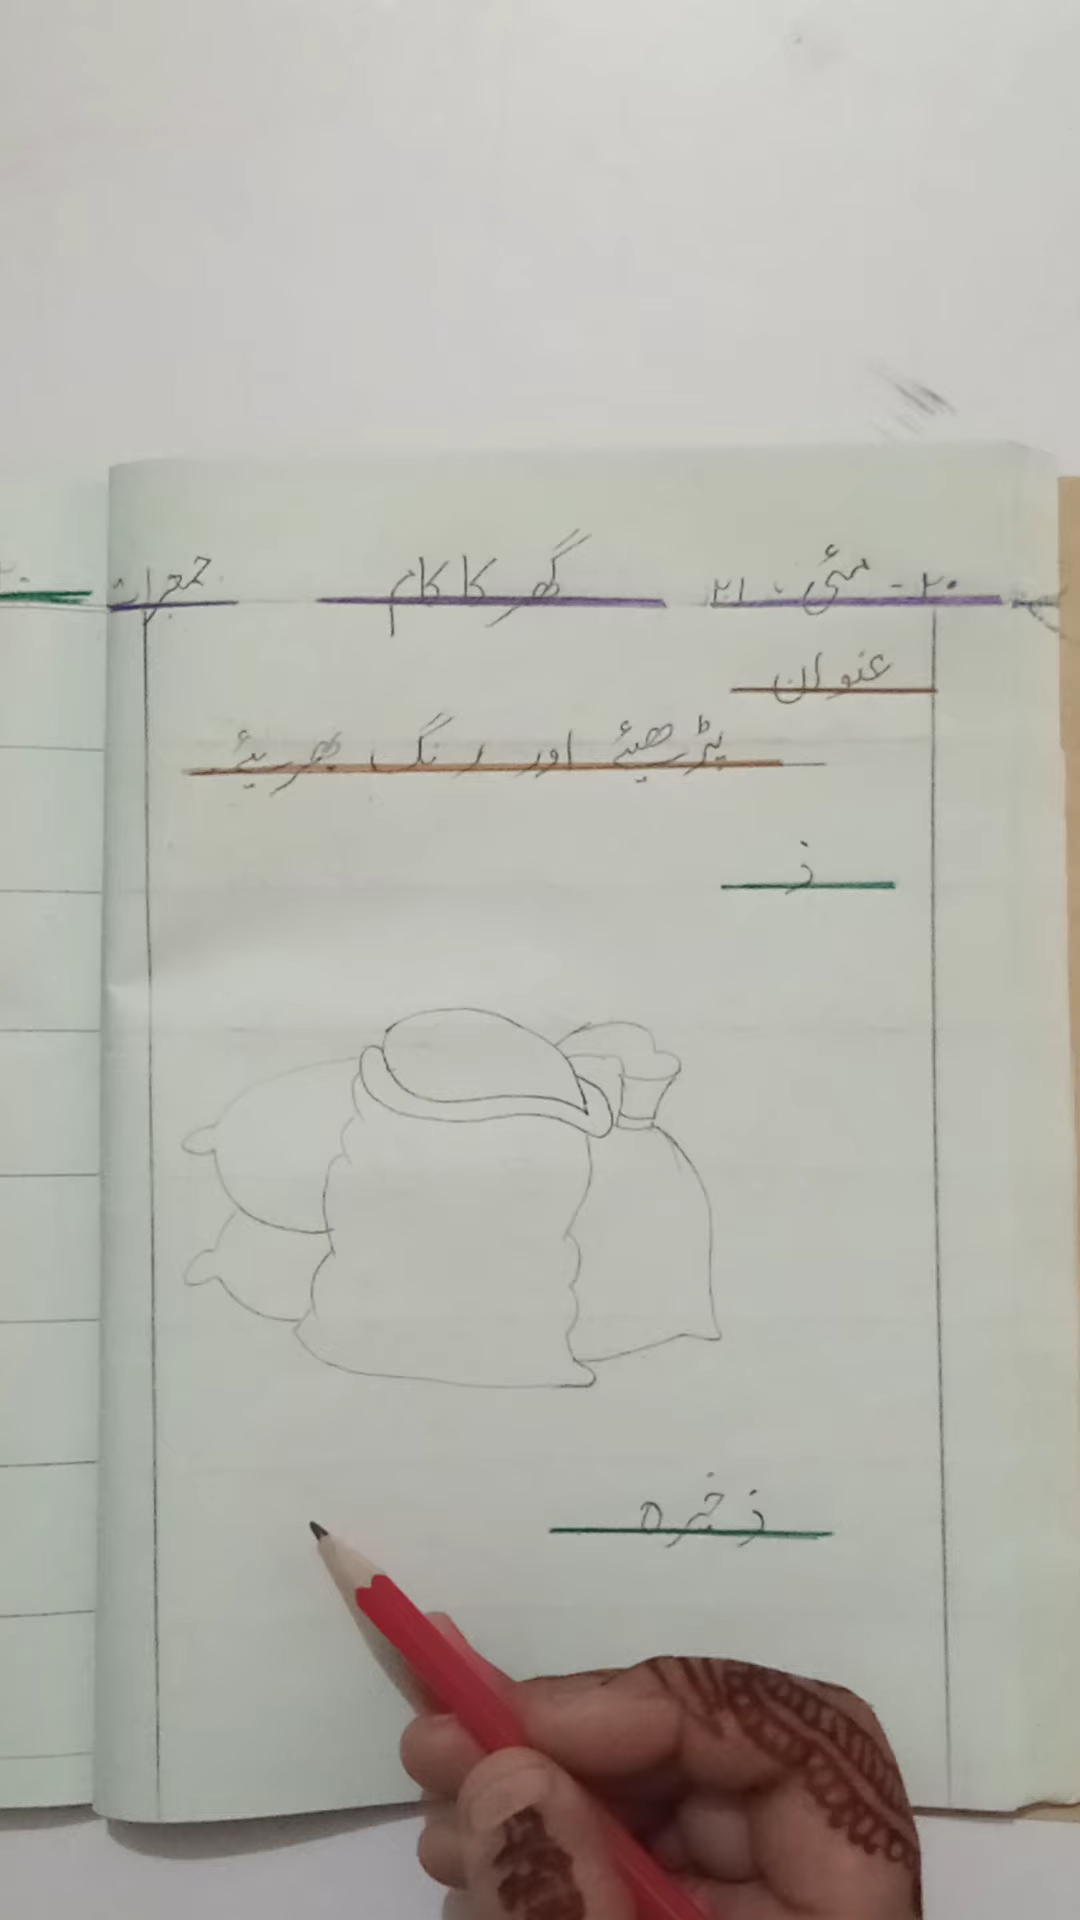 ۲۰ - مئی - ۲۱ گھر کا کام جمعرات
عنوان
پڑھیئے اور رنگ بھریئے
ذ
ذخیرہ